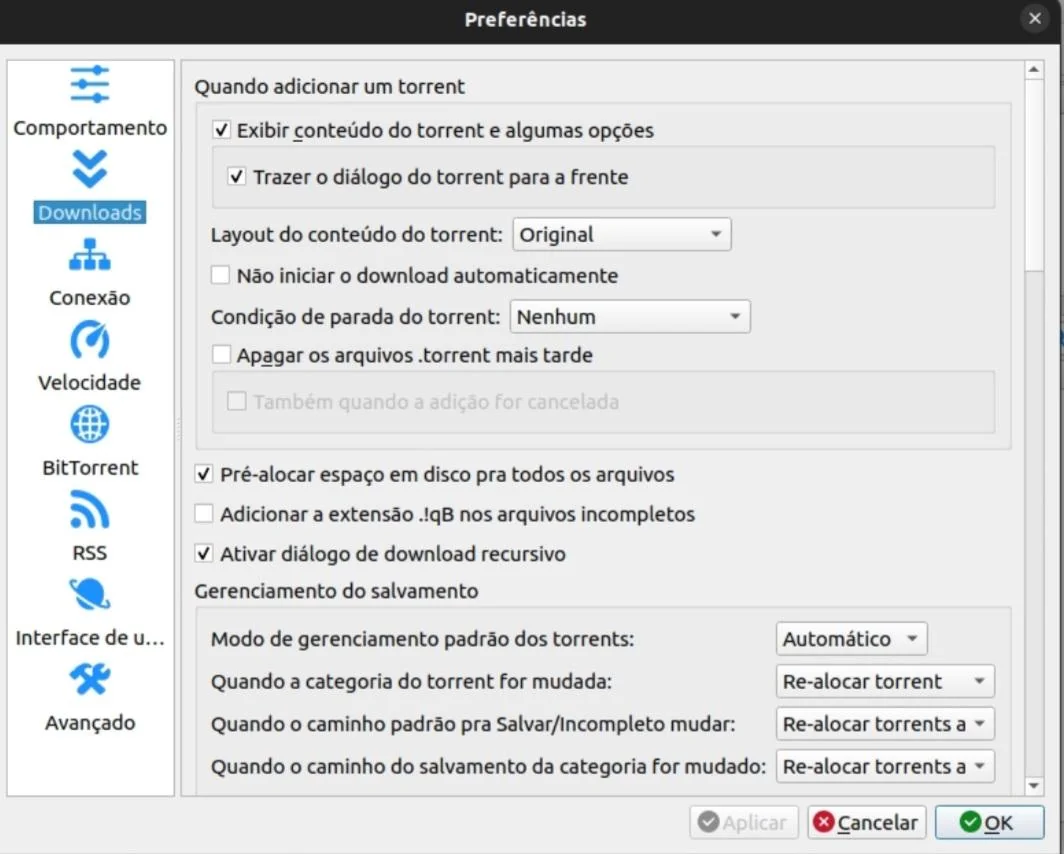 Preferências
Comportamento
Downloads
Conexão
Velocidade
BitTorrent
RSS
Interface de u...
Avançado
Quando adicionar um torrent
Exibir conteúdo do torrent e algumas opções
Trazer o diálogo do torrent para a frente
Layout do conteúdo do torrent: Original
Não iniciar o download automaticamente
Condição de parada do torrent: Nenhum
Apagar os arquivos .torrent mais tarde
Também quando a adição for cancelada
Pré-alocar espaço em disco pra todos os arquivos
Adicionar a extensão .!qB nos arquivos incompletos
Ativar diálogo de download recursivo
Gerenciamento do salvamento
Modo de gerenciamento padrão dos torrents: Automático
Quando a categoria do torrent for mudada: Re-alocar torrent
Quando o caminho padrão pra Salvar/Incompleto mudar: Re-alocar torrents a
Quando o caminho do salvamento da categoria for mudado: Re-alocar torrents a
Aplicar Cancelar OK